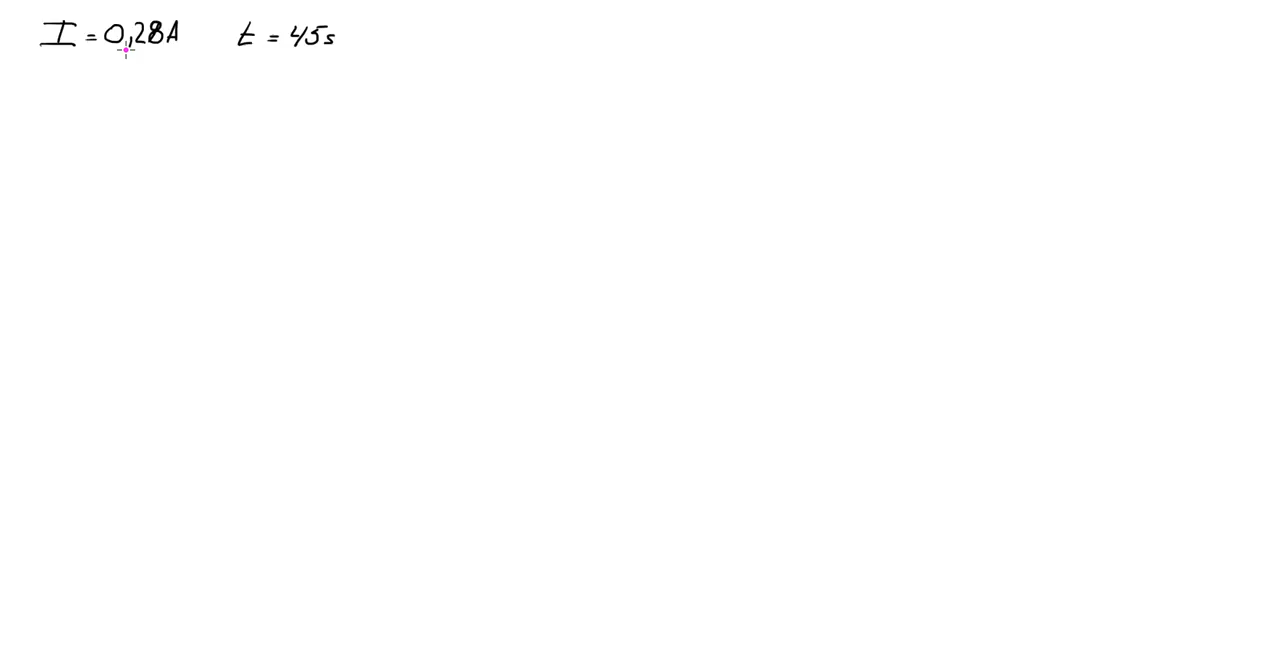 I = 0,28A t = 45s